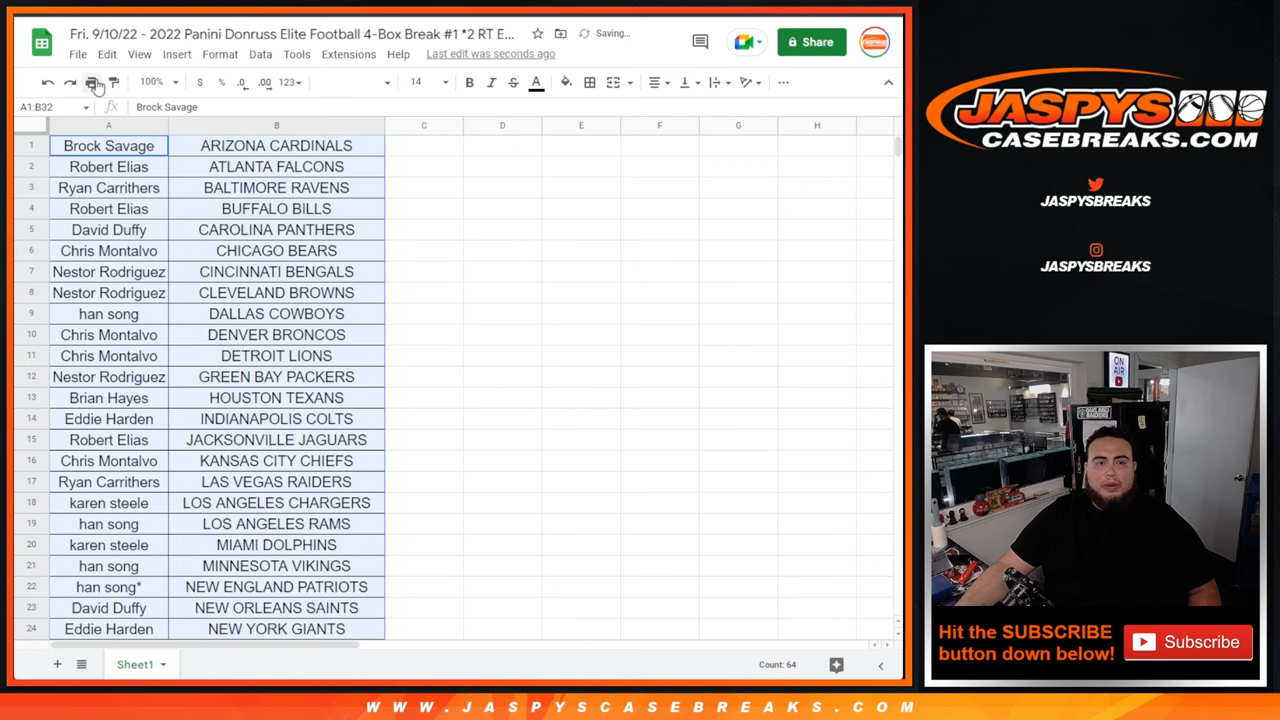 Fri. 9/10/22 - 2022 Panini Donruss Elite Football 4-Box Break #1 *2 RT E...
Saving...
Share
File Edit View Insert Format Data Tools Extensions Help Last edit was seconds ago
100% $ % .0 .00 123 14 B I S A
A1:B32 fx Brock Savage
A B C D E F G H
1 Brock Savage ARIZONA CARDINALS
2 Robert Elias ATLANTA FALCONS
3 Ryan Carrithers BALTIMORE RAVENS
4 Robert Elias BUFFALO BILLS
5 David Duffy CAROLINA PANTHERS
6 Chris Montalvo CHICAGO BEARS
7 Nestor Rodriguez CINCINNATI BENGALS
8 Nestor Rodriguez CLEVELAND BROWNS
9 han song DALLAS COWBOYS
10 Chris Montalvo DENVER BRONCOS
11 Chris Montalvo DETROIT LIONS
12 Nestor Rodriguez GREEN BAY PACKERS
13 Brian Hayes HOUSTON TEXANS
14 Eddie Harden INDIANAPOLIS COLTS
15 Robert Elias JACKSONVILLE JAGUARS
16 Chris Montalvo KANSAS CITY CHIEFS
17 Ryan Carrithers LAS VEGAS RAIDERS
18 karen steele LOS ANGELES CHARGERS
19 han song LOS ANGELES RAMS
20 karen steele MIAMI DOLPHINS
21 han song MINNESOTA VIKINGS
22 han song* NEW ENGLAND PATRIOTS
23 David Duffy NEW ORLEANS SAINTS
24 Eddie Harden NEW YORK GIANTS
Sheet1
Count: 64
JASPYS
CASEBREAKS.COM
JASPYSBREAKS
JASPYSBREAKS
ON
AIR
Hit the SUBSCRIBE
button down below!
Subscribe
WWW.JASPYSCASEBREAKS.COM